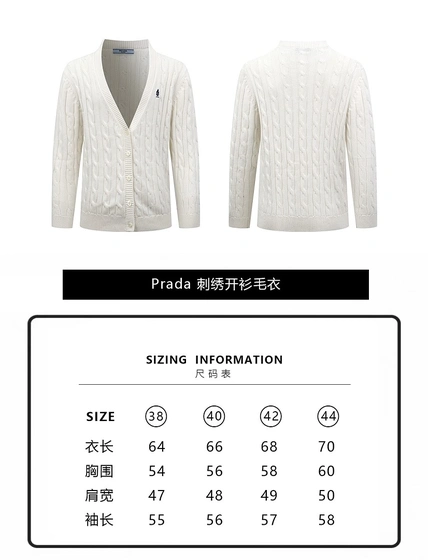 Prada 刺绣开衫毛衣
SIZING INFORMATION
尺码表
SIZE 38 40 42 44
衣长 64 66 68 70
胸围 54 56 58 60
肩宽 47 48 49 50
袖长 55 56 57 58